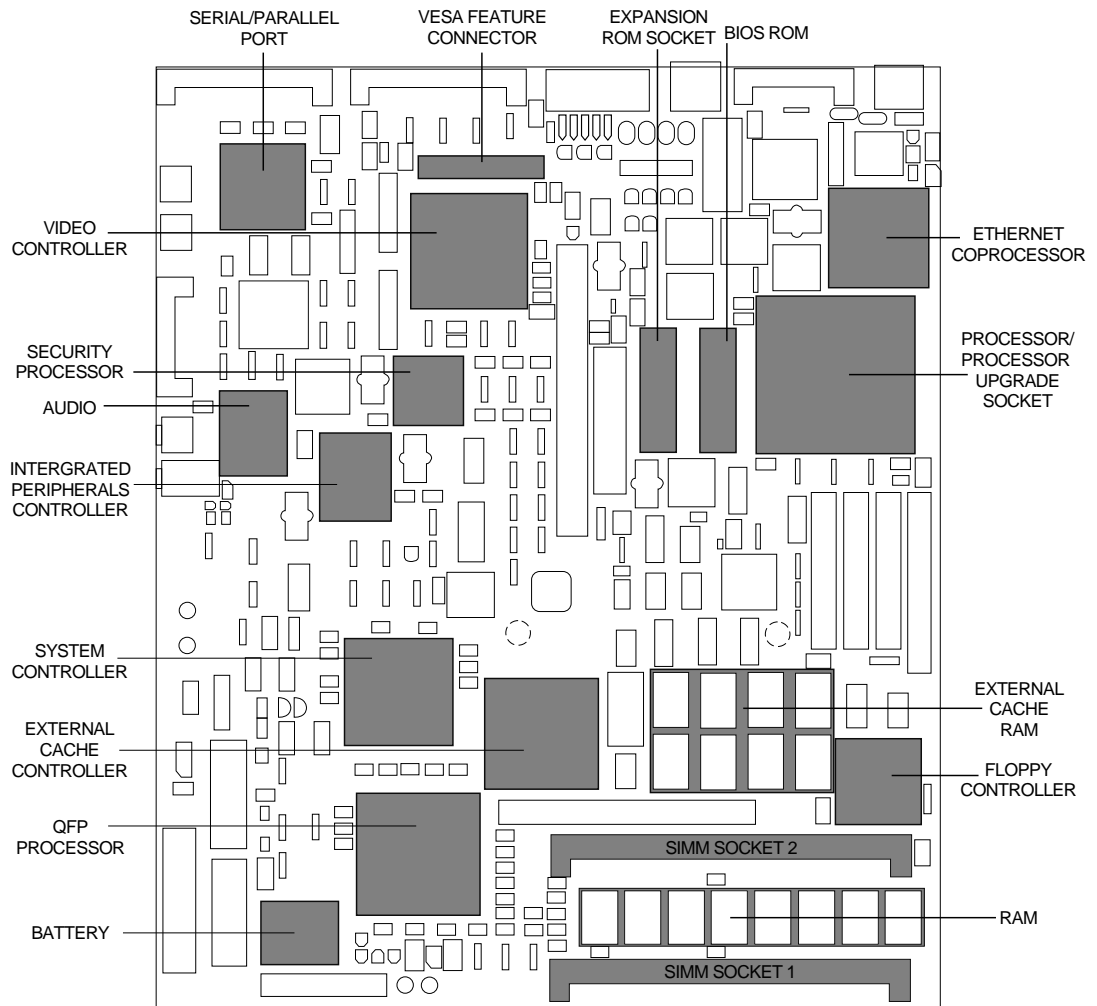 SERIAL/PARALLEL
PORT
VESA FEATURE
CONNECTOR
EXPANSION
ROM SOCKET
BIOS ROM
VIDEO
CONTROLLER
ETHERNET
COPROCESSOR
SECURITY
PROCESSOR
PROCESSOR/
PROCESSOR
UPGRADE
SOCKET
AUDIO
INTERGRATED
PERIPHERALS
CONTROLLER
SYSTEM
CONTROLLER
EXTERNAL
CACHE
RAM
EXTERNAL
CACHE
CONTROLLER
FLOPPY
CONTROLLER
QFP
PROCESSOR
SIMM SOCKET 2
RAM
BATTERY
SIMM SOCKET 1